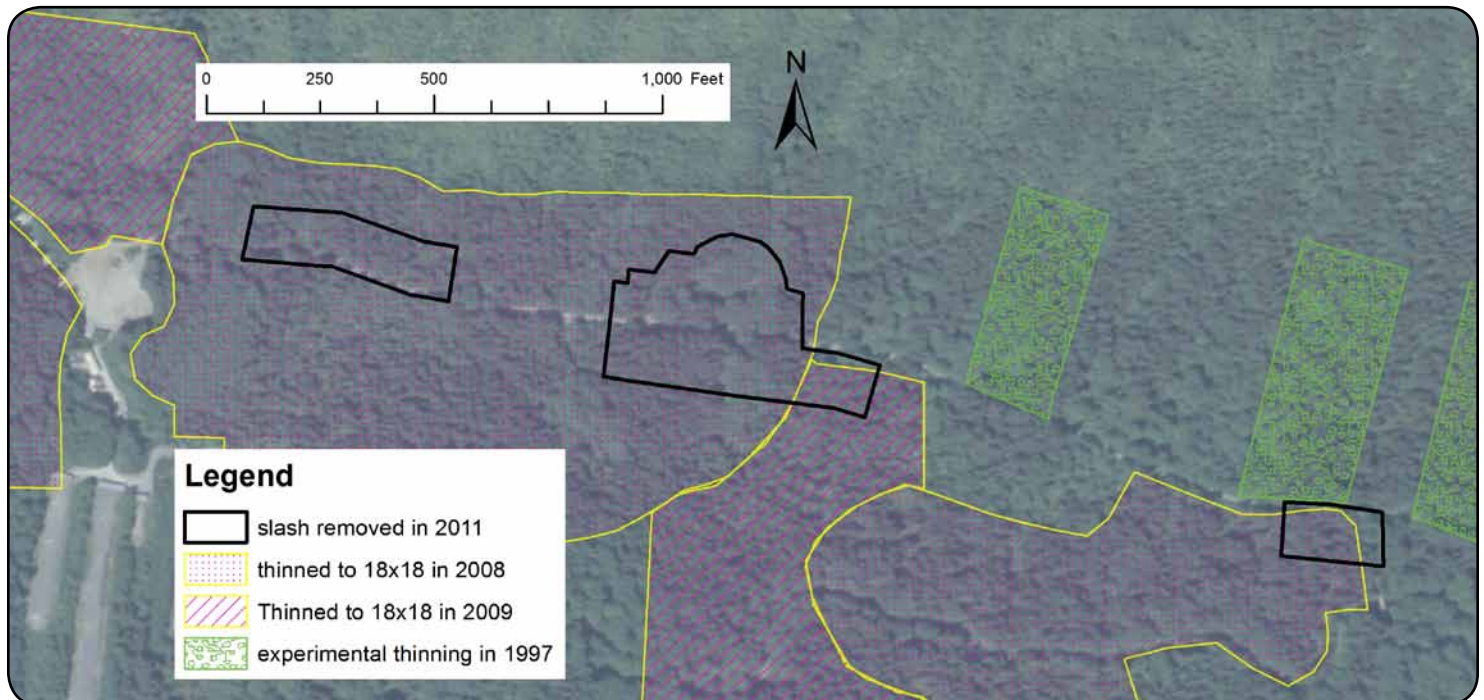 0 250 500 1,000 Feet
N
Legend
slash removed in 2011
thinned to 18x18 in 2008
Thinned to 18x18 in 2009
experimental thinning in 1997